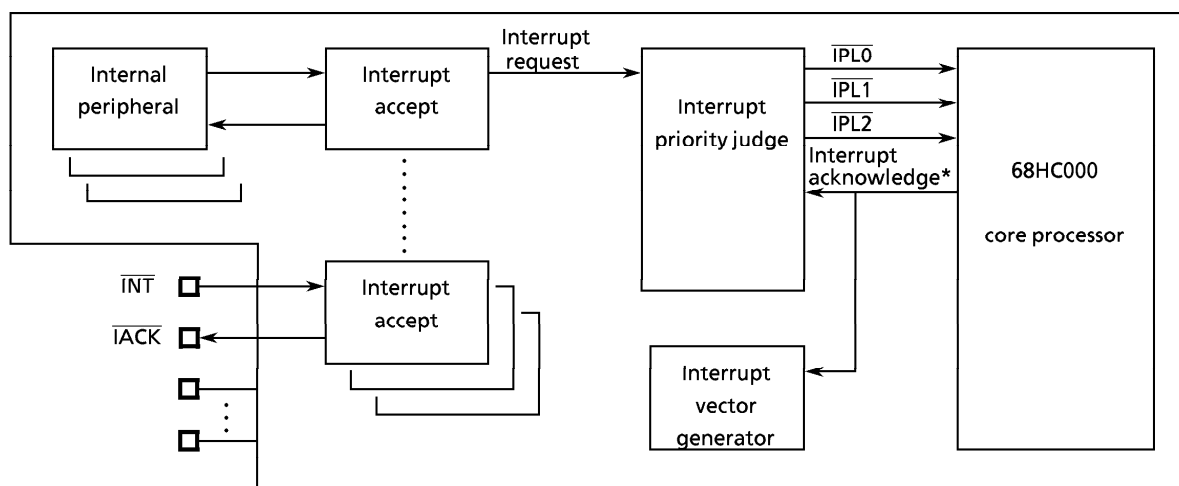 Internal
peripheral
Interrupt
accept
Interrupt
request
Interrupt
priority judge
IPL0
IPL1
IPL2
Interrupt
acknowledge*
68HC000
core processor
INT
IACK
Interrupt
accept
Interrupt
vector
generator